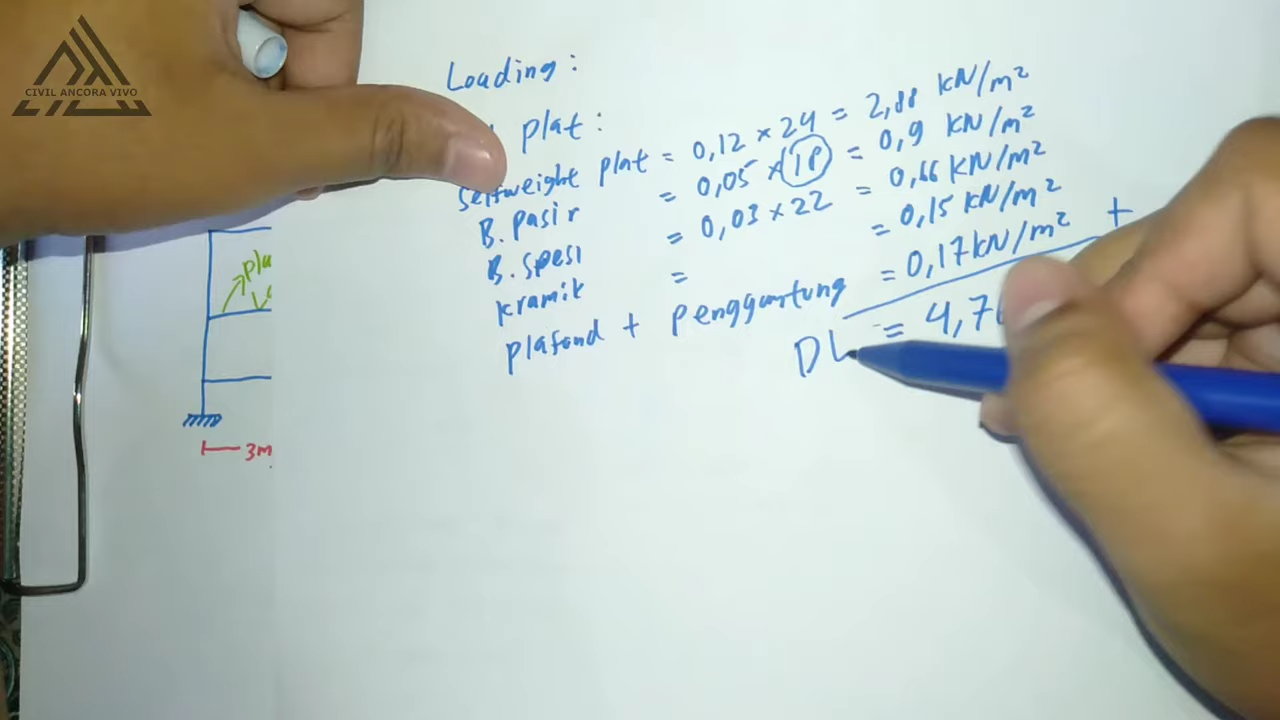 CIVIL ANCORA VIVO
Loading :
plat :
selfweight plat = 0,12 × 24 = 2,88 kN/m²
B. pasir = 0,05 × 18 = 0,9 kN/m²
B. spesi = 0,03 × 22 = 0,66 kN/m²
kramik = = 0,15 kN/m²
plafond + penggantung = 0,17 kN/m² +
DL = 4,76
3m